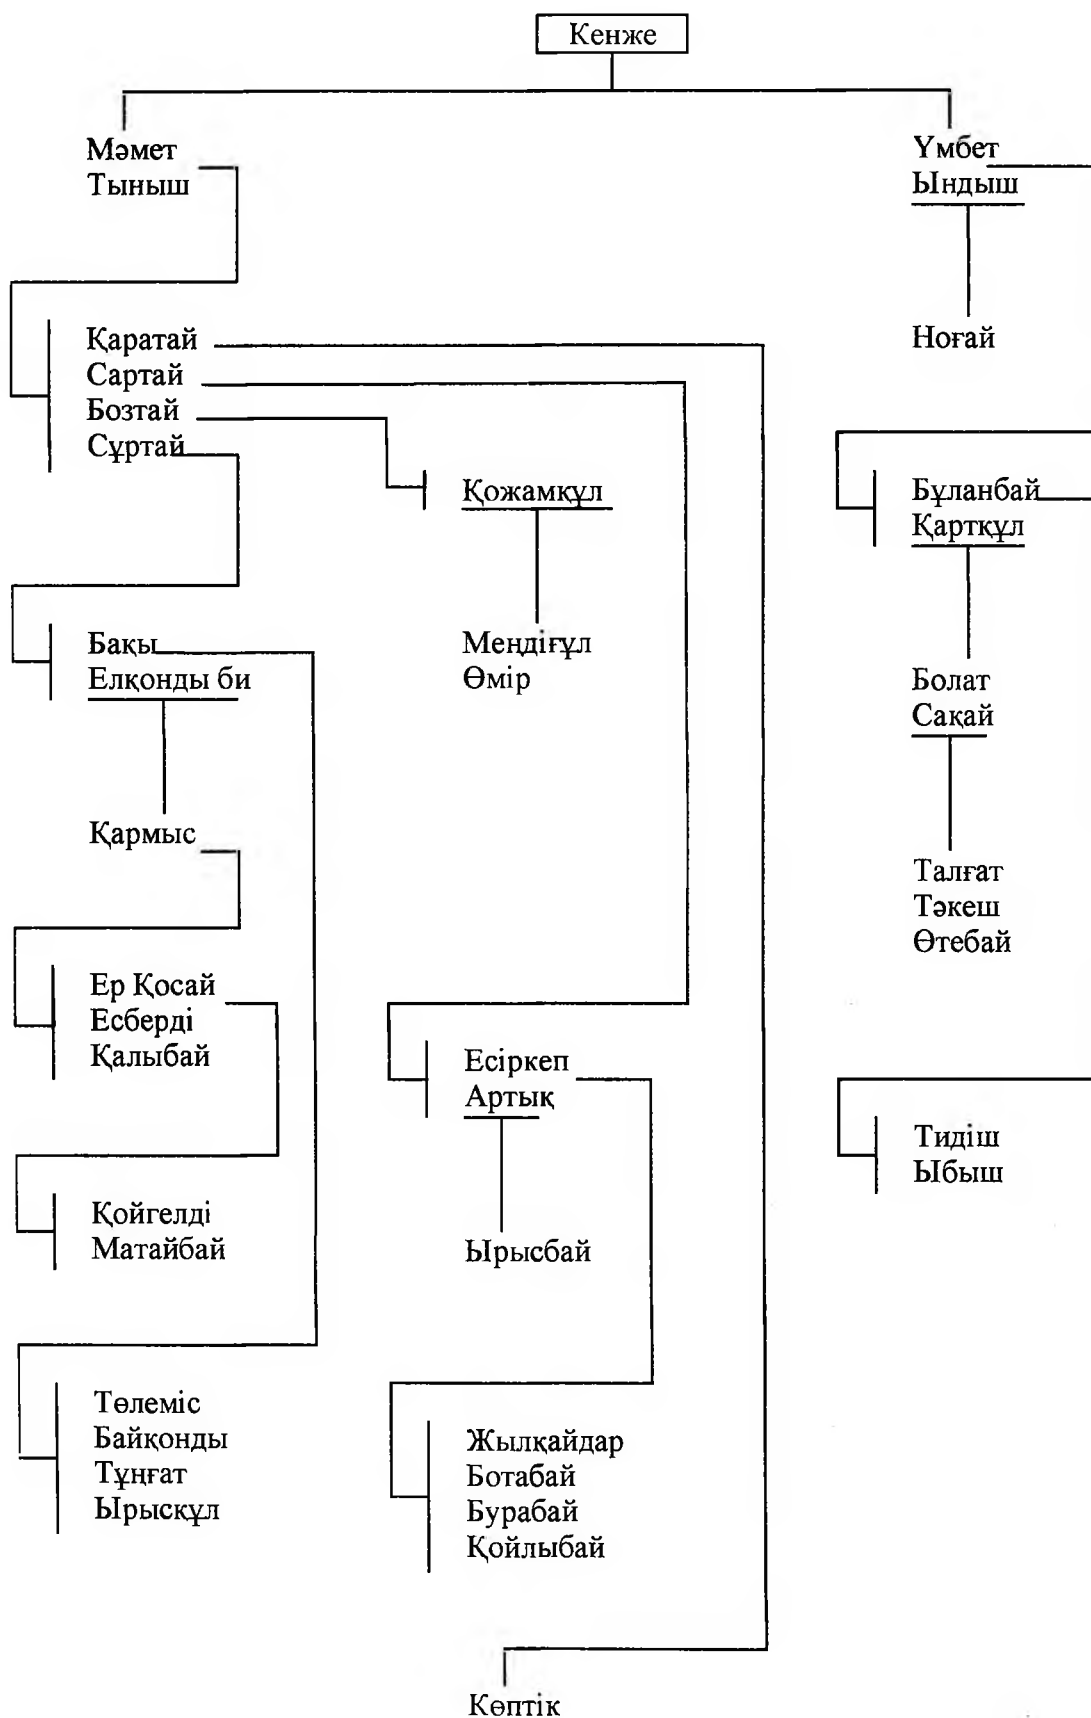 Кенже
Мәмет
Тыныш
Үмбет
Ындыш
Ноғай
Қаратай
Сартай
Бозтай
Сұртай
Қожамқұл
Меңдіғұл
Өмір
Бұланбай
Картқұл
Болат
Сақай
Талғат
Тәкеш
Өтебай
Бақы
Елқонды би
Қармыс
Ер Қосай
Есберді
Қалыбай
Қойгелді
Матайбай
Есіркеп
Артық
Ырысбай
Тидіш
Ыбыш
Төлеміс
Байқонды
Тұңғат
Ырысқұл
Жылқайдар
Ботабай
Бурабай
Қойлыбай
Көптік